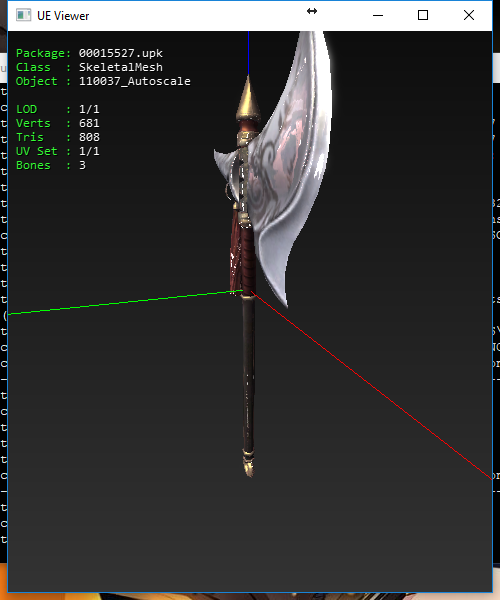 UE Viewer
Package: 00015527.upk
Class : SkeletalMesh
Object : 110037_Autoscale
LOD : 1/1
Verts : 681
Tris : 808
UV Set : 1/1
Bones : 3